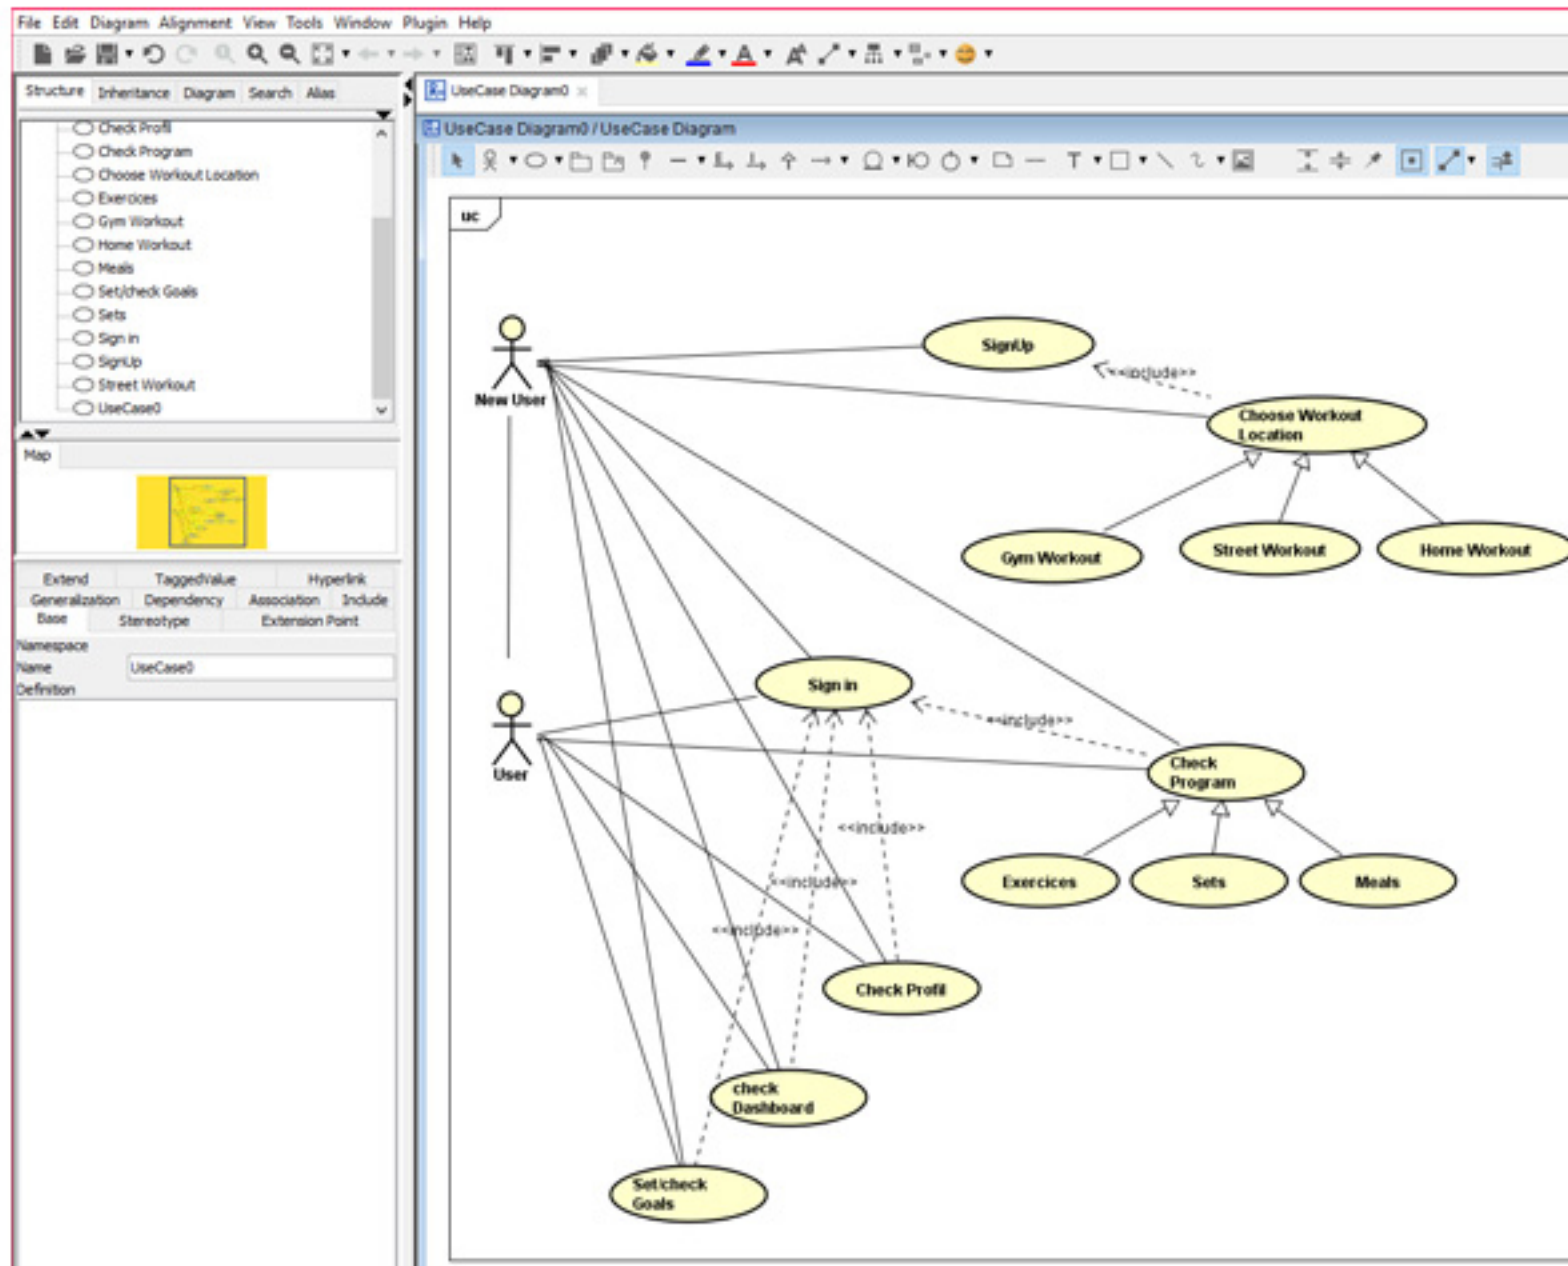 File Edit Diagram Alignment View Tools Window Plugin Help
Structure Inheritance Diagram Search Alias
Check Profil
Check Program
Choose Workout Location
Exercices
Gym Workout
Home Workout
Meals
Set/check Goals
Sets
Sign in
SignUp
Street Workout
UseCase0
Map
Extend TaggedValue Hyperlink
Generalization Dependency Association Include
Base Stereotype Extension Point
Namespace
Name UseCase0
Definition
UseCase Diagram0
UseCase Diagram0 / UseCase Diagram
uc
New User
SignUp
<<include>>
Choose Workout
Location
Gym Workout
Street Workout
Home Workout
Sign in
<<include>>
User
Check
Program
<<include>>
Exercices
Sets
Meals
<<include>>
<<include>>
Check Profil
check
Dashboard
Set/check
Goals